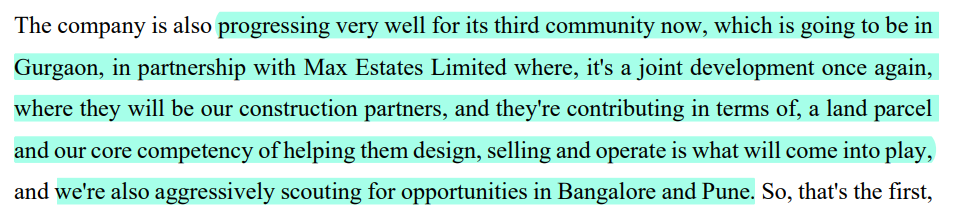 The company is also progressing very well for its third community now, which is going to be in
Gurgaon, in partnership with Max Estates Limited where, it's a joint development once again,
where they will be our construction partners, and they're contributing in terms of, a land parcel
and our core competency of helping them design, selling and operate is what will come into play,
and we're also aggressively scouting for opportunities in Bangalore and Pune. So, that's the first,